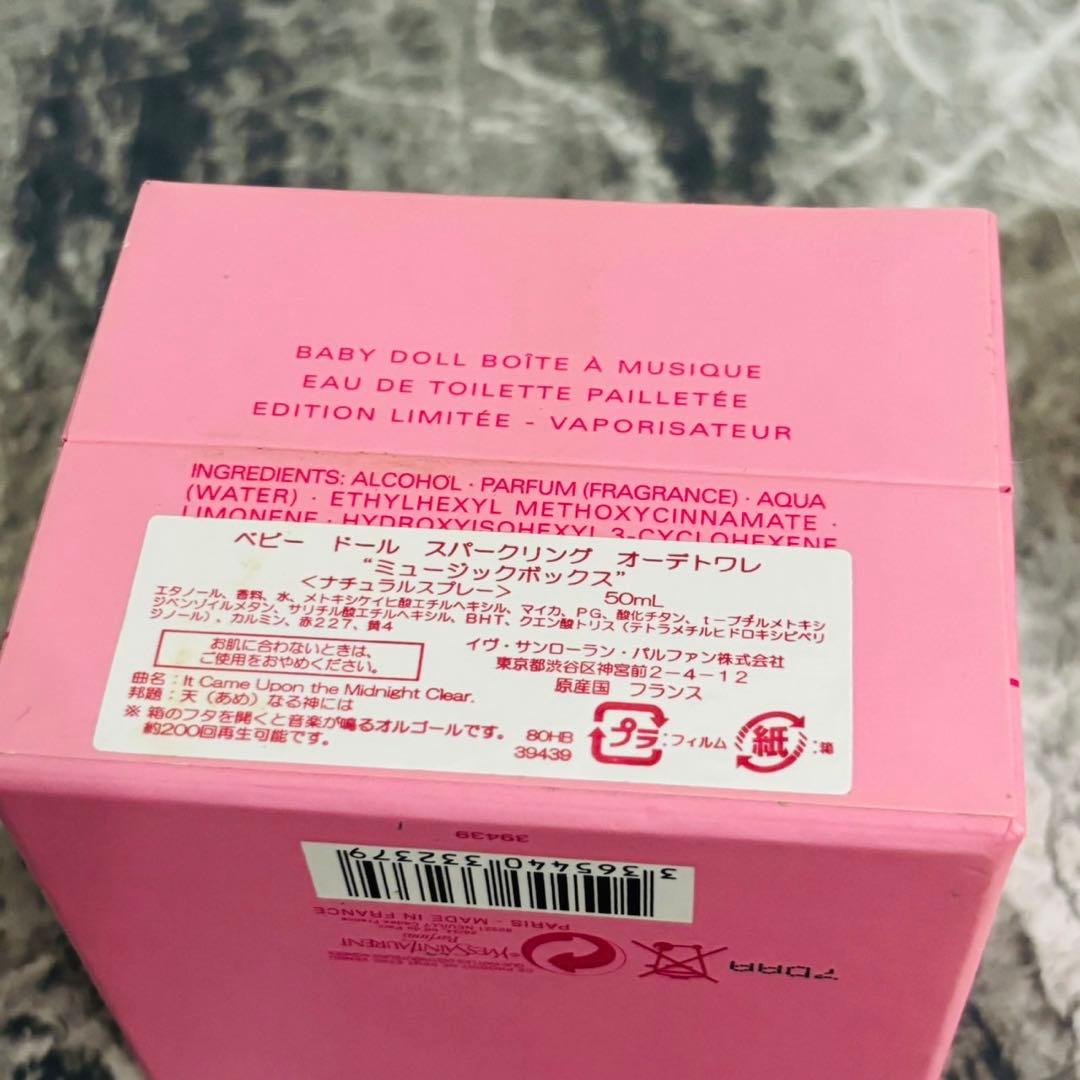 BABY DOLL BOÎTE À MUSIQUE
EAU DE TOILETTE PAILLETÉE
EDITION LIMITÉE - VAPORISATEUR
INGREDIENTS: ALCOHOL · PARFUM (FRAGRANCE) · AQUA
(WATER) · ETHYLHEXYL METHOXYCINNAMATE ·
LIMONENE · HYDROXYISOHEXYL 3-CYCLOHEXENE
ベビー ドール スパークリング オーデトワレ
“ミュージックボックス”
<ナチュラルスプレー> 50mL
エタノール、香料、水、メトキシケイヒ酸エチルヘキシル、マイカ、PG、酸化チタン、t-ブチルメトキシ
ジベンゾイルメタン、サリチル酸エチルヘキシル、BHT、クエン酸トリス(テトラメチルヒドロキシピペリ
ジノール)、カルミン、赤227、黄4
お肌に合わないときは、
ご使用をおやめください。
イヴ・サンローラン・パルファン株式会社
東京都渋谷区神宮前2-4-12
原産国 フランス
曲名:It Came Upon the Midnight Clear.
邦題:天(あめ)なる神には
※ 箱のフタを開くと音楽が鳴るオルゴールです。
約200回再生可能です。
80HB
39439
プラ:フィルム
紙:箱
39439
3 365440 332379
PARIS - MADE IN FRANCE
YVESSAINTLAURENT
Parfums